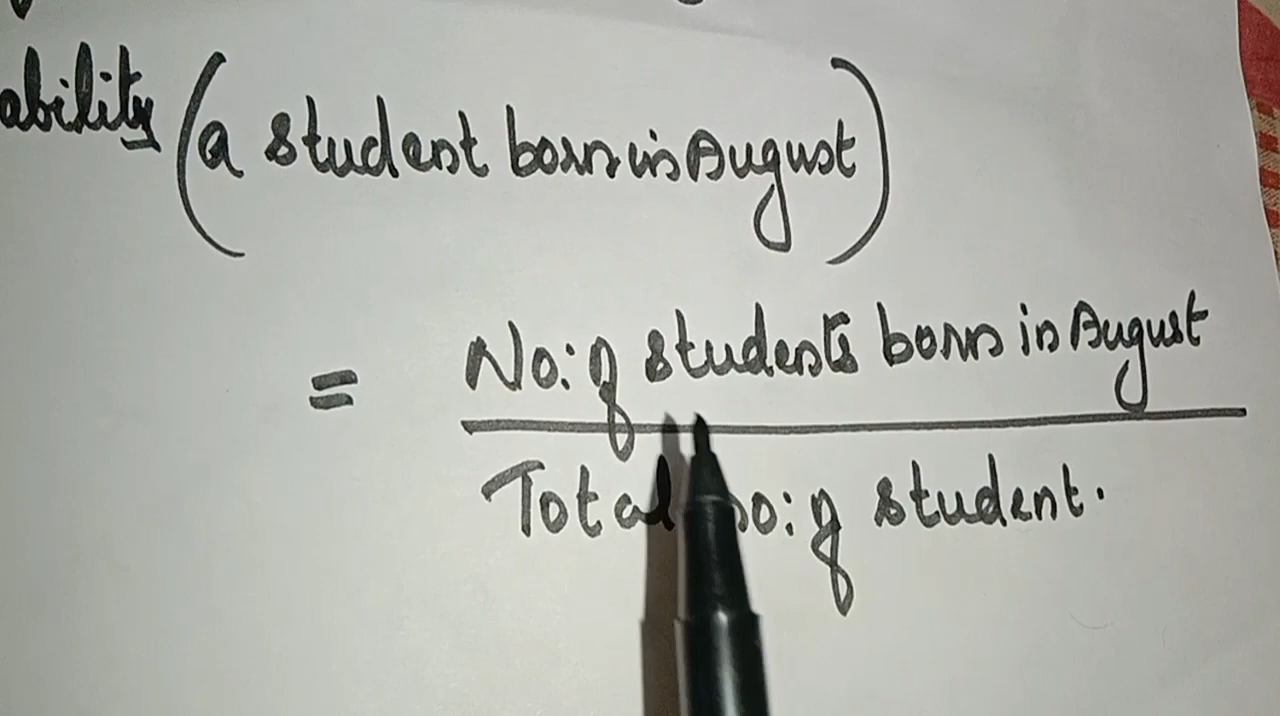 ability (a student born in August)
= No: of students born in August
Total no: of student.